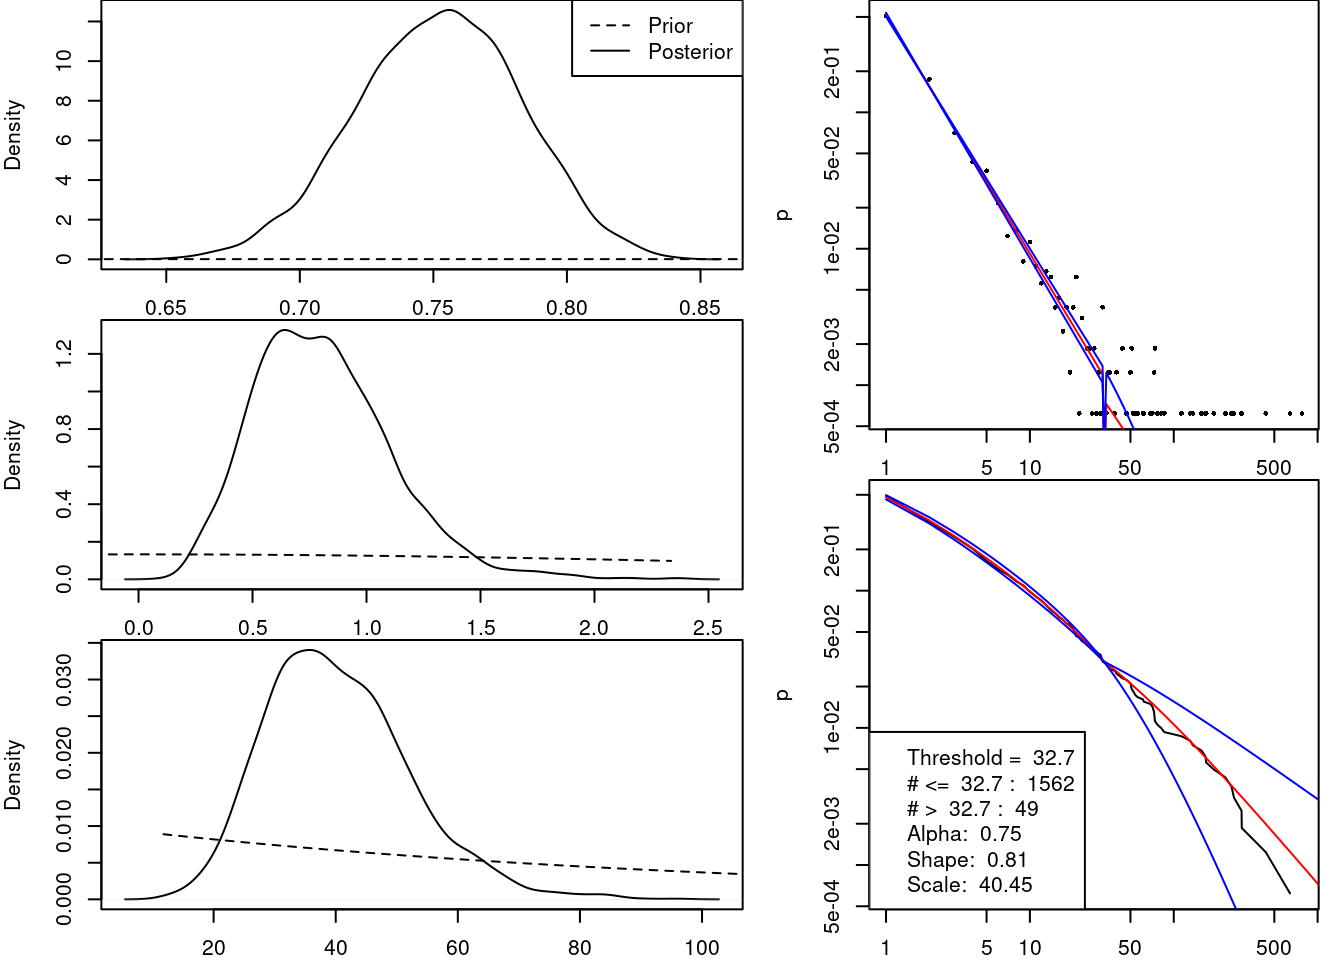 Density
0 2 4 6 8 10
Prior
Posterior
0.65 0.70 0.75 0.80 0.85
Density
0.0 0.4 0.8 1.2
0.0 0.5 1.0 1.5 2.0 2.5
Density
0.000 0.010 0.020 0.030
20 40 60 80 100
p
5e-04 2e-03 1e-02 5e-02 2e-01
1 5 10 50 500
p
5e-04 2e-03 1e-02 5e-02 2e-01
Threshold = 32.7
# <= 32.7 : 1562
# > 32.7 : 49
Alpha: 0.75
Shape: 0.81
Scale: 40.45
1 5 10 50 500